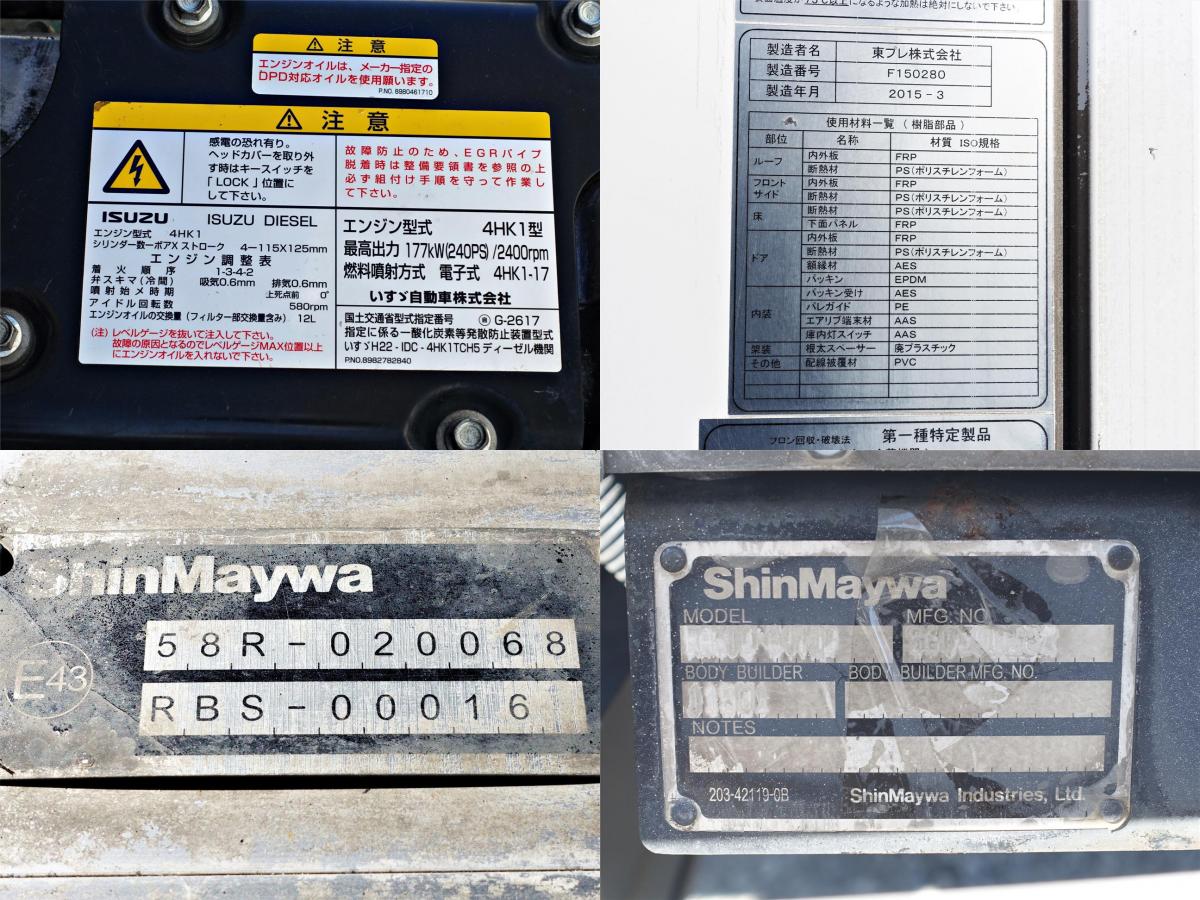 ⚠ 注意
エンジンオイルは、メーカー指定の
DPD対応オイルを使用願います。
P.NO. 8980461710
⚠ 注意
感電の恐れ有り。
ヘッドカバーを取り外
す時はキースイッチを
「LOCK」位置に
して下さい。
故障防止のため、EGRパイプ
脱着時は整備要領書を参照の上
必ず組付け手順を守って作業し
て下さい。
ISUZU ISUZU DIESEL
エンジン型式 4HK1
シリンダー数ーボアX ストローク 4-115X125mm
エンジン調整表
着火順序 1-3-4-2
弁スキマ(冷間) 吸気0.6mm 排気0.6mm
噴射始メ時期 上死点前 0°
アイドル回転数 580rpm
エンジンオイルの交換量(フィルター部交換量含み) 12L
(注) レベルゲージを抜いて注入して下さい。
故障の原因となるのでレベルゲージMAX位置以上
にエンジンオイルを入れないで下さい。
エンジン型式 4HK1型
最高出力 177kW(240PS)/2400rpm
燃料噴射方式 電子式 4HK1-17
いすゞ自動車株式会社
国土交通省型式指定番号 G-2617
指定に係る一酸化炭素等発散防止装置型式
いすゞH22-IDC-4HK1TCH5 ディーゼル機関
P.NO.8982782840
表面温度が75℃以上になるような加熱は絶対にしないで下さい。
製造者名 東プレ株式会社
製造番号 F150280
製造年月 2015-3
使用材料一覧(樹脂部品)
部位 名称 材質 ISO規格
ルーフ 内外板 FRP
断熱材 PS(ポリスチレンフォーム)
フロント サイド 内外板 FRP
断熱材 PS(ポリスチレンフォーム)
床 断熱材 PS(ポリスチレンフォーム)
下面パネル FRP
ドア 内外板 FRP
断熱材 PS(ポリスチレンフォーム)
額縁材 AES
パッキン EPDM
内装 パッキン受け AES
パレガイド PE
エアリブ端末材 AAS
庫内灯スイッチ AAS
架装 根太スペーサー 廃プラスチック
その他 配線被覆材 PVC
フロン回収・破壊法 第一種特定製品
ShinMaywa
58R-020068
E43
RBS-00016
ShinMaywa
MODEL MFG. NO.
BODY BUILDER BODY BUILDER MFG. NO.
NOTES
203-42119-0B ShinMaywa Industries, Ltd.